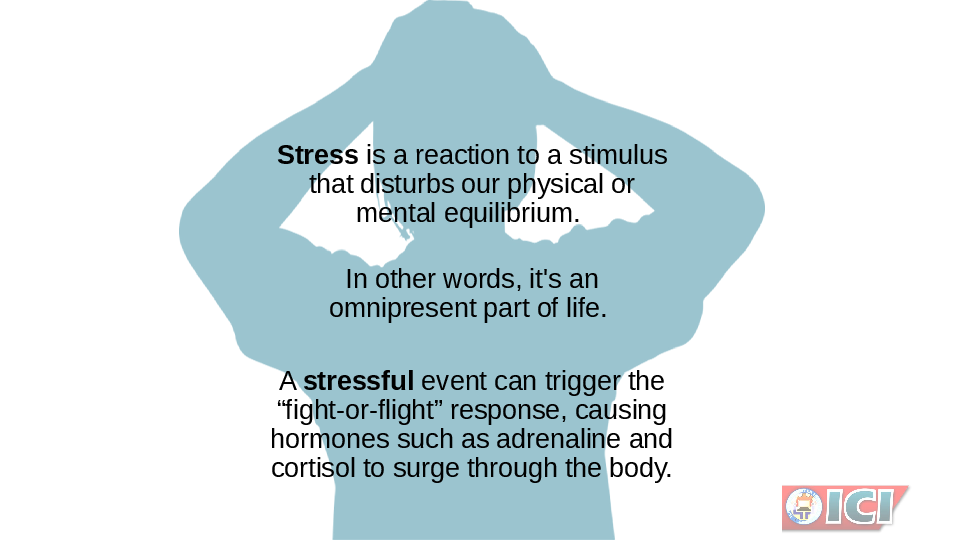 Stress is a reaction to a stimulus
that disturbs our physical or
mental equilibrium.
In other words, it's an
omnipresent part of life.
A stressful event can trigger the
“fight-or-flight” response, causing
hormones such as adrenaline and
cortisol to surge through the body.
ICI